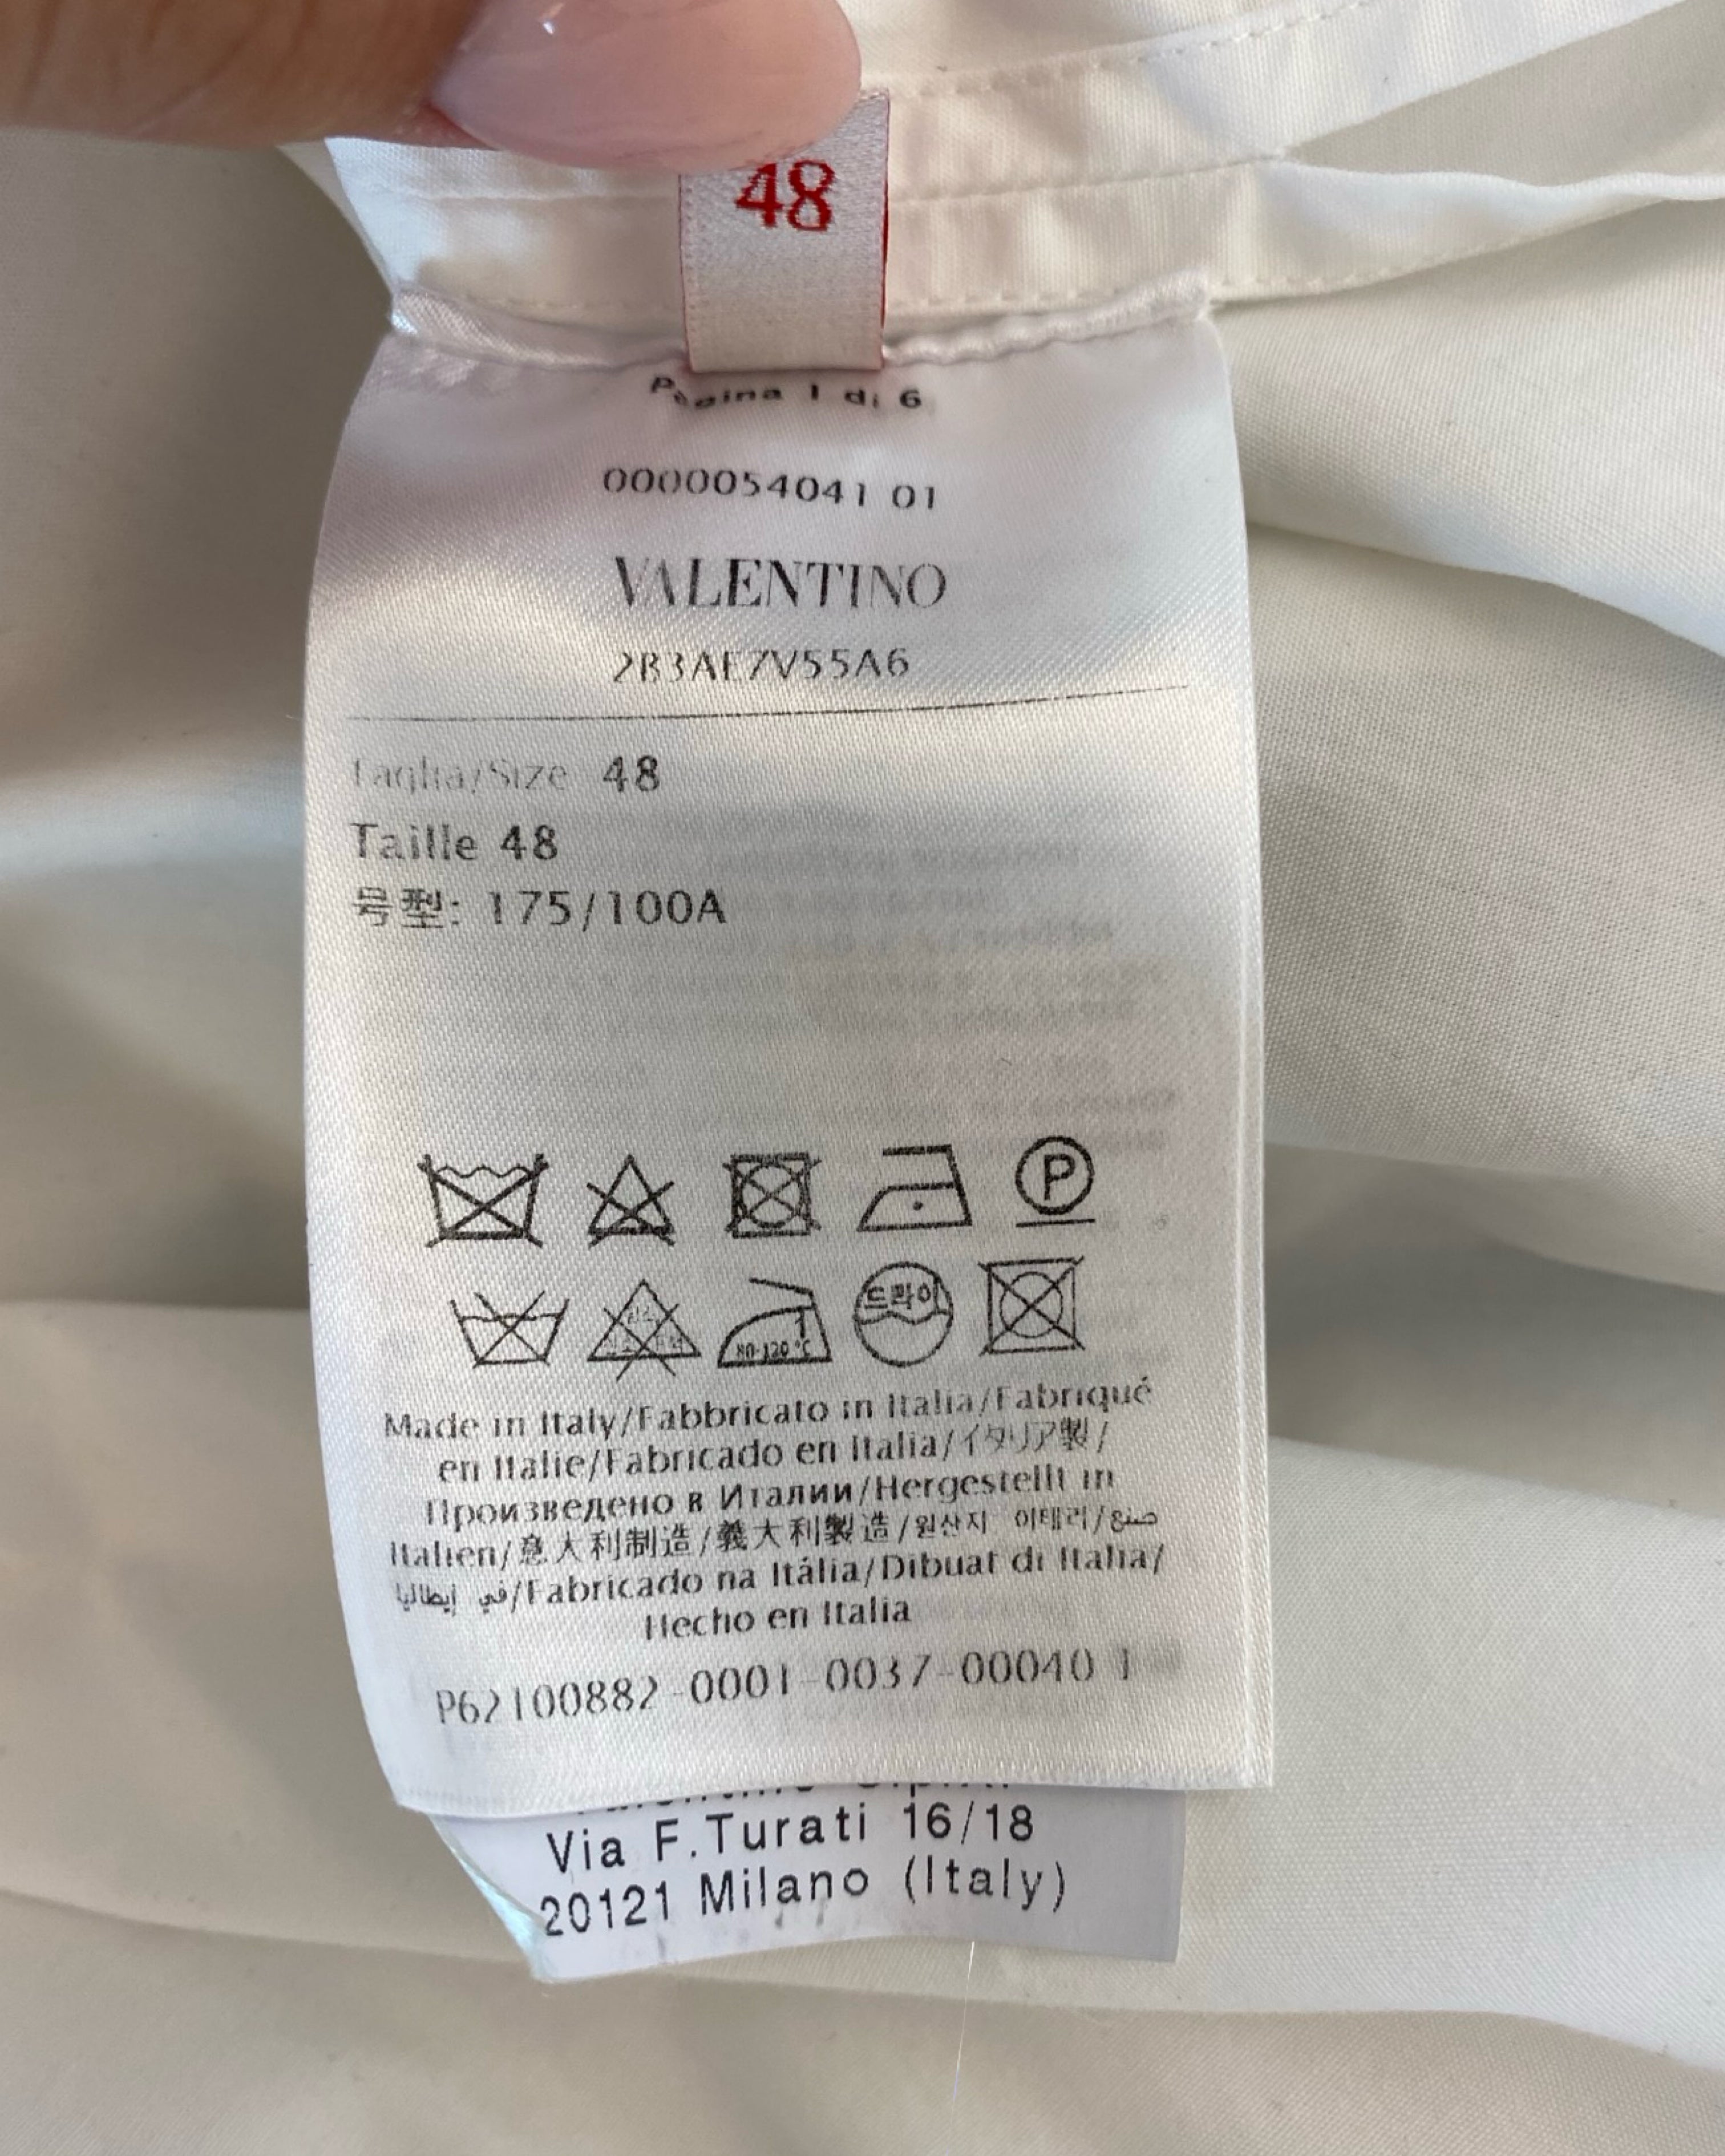 48
Pagina 1 di 6
0000054041 01
VALENTINO
2B3AE7V55A6
Taglia/Size 48
Taille 48
号型: 175/100A
P
드라이
80-120 °C
Made in Italy/Fabbricato in Italia/Fabriqué
en Italie/Fabricado en Italia/イタリア製/
Произведено в Италии/Hergestellt in
Italien/意大利制造/義大利製造/원산지 이태리/صنع
في إيطاليا/Fabricado na Itália/Dibuat di Italia/
Hecho en Italia
P62100882-0001-0037-00040 1
Via F.Turati 16/18
20121 Milano (Italy)